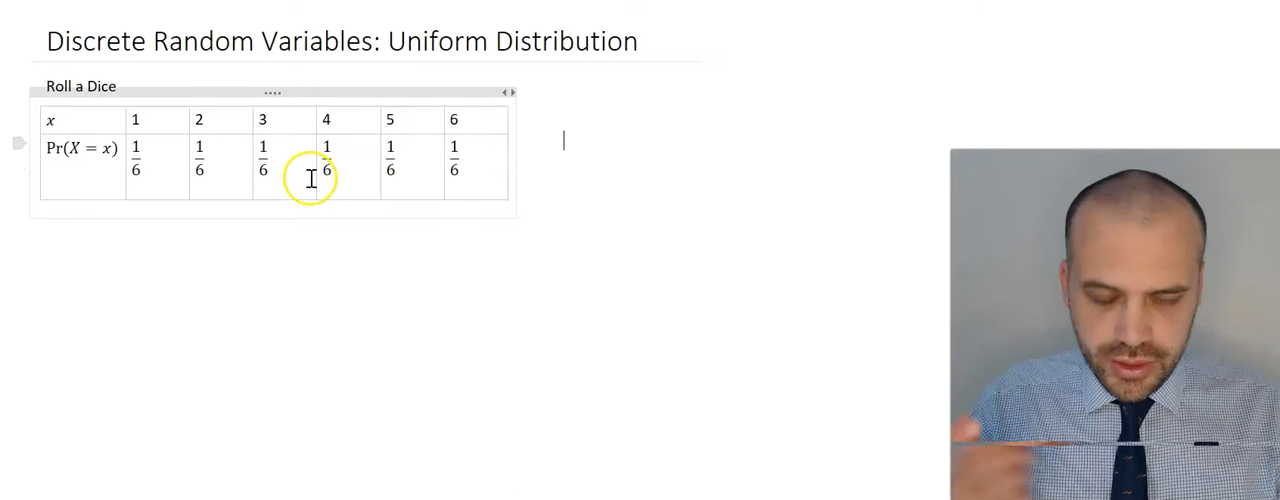 Discrete Random Variables: Uniform Distribution
Roll a Dice
x 1 2 3 4 5 6
Pr(X = x) 1/6 1/6 1/6 1/6 1/6 1/6